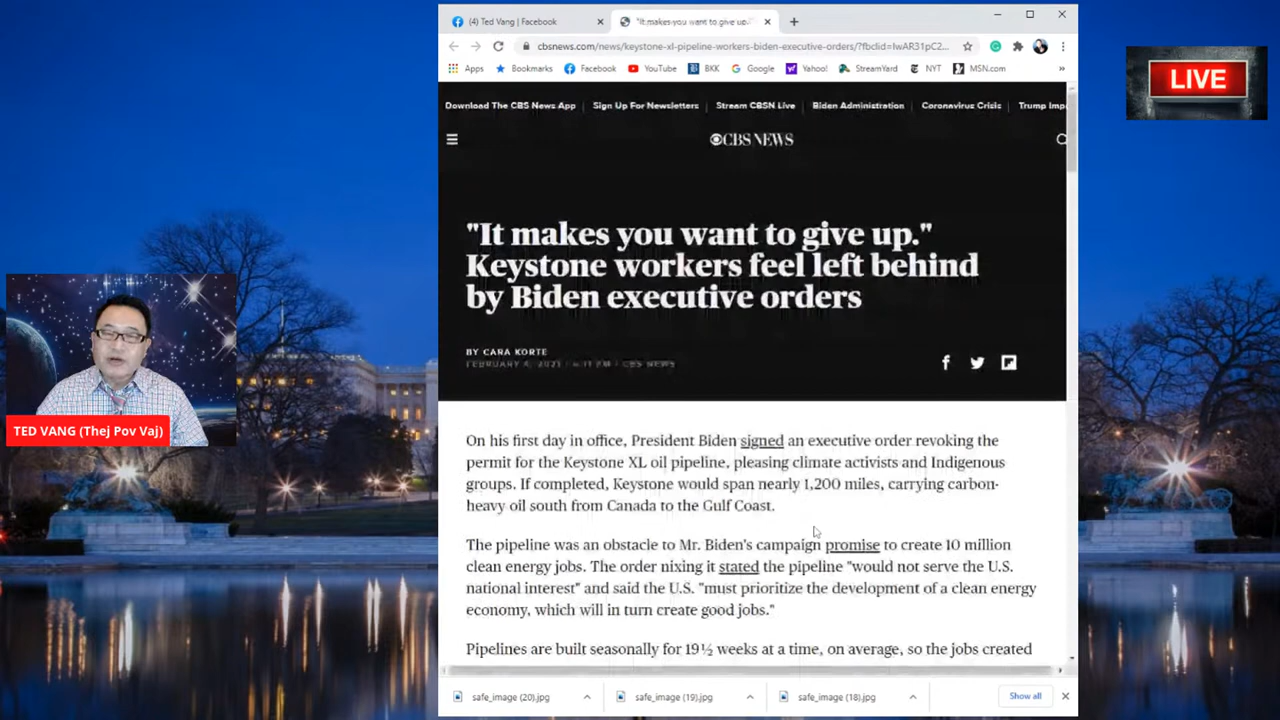 (4) Ted Vang | Facebook
"It makes you want to give up."
cbsnews.com/news/keystone-xl-pipeline-workers-biden-executive-orders/?fbclid=IwAR31pC2...
Apps Bookmarks Facebook YouTube BKK Google Yahoo! StreamYard NYT MSN.com »
LIVE
Download The CBS News App Sign Up For Newsletters Stream CBSN Live Biden Administration Coronavirus Crisis Trump Imp
CBS NEWS
"It makes you want to give up."
Keystone workers feel left behind
by Biden executive orders
BY CARA KORTE
FEBRUARY 4, 2021 / CBS NEWS
TED VANG (Thej Pov Vaj)
On his first day in office, President Biden signed an executive order revoking the
permit for the Keystone XL oil pipeline, pleasing climate activists and Indigenous
groups. If completed, Keystone would span nearly 1,200 miles, carrying carbon-
heavy oil south from Canada to the Gulf Coast.
The pipeline was an obstacle to Mr. Biden's campaign promise to create 10 million
clean energy jobs. The order nixing it stated the pipeline "would not serve the U.S.
national interest" and said the U.S. "must prioritize the development of a clean energy
economy, which will in turn create good jobs."
Pipelines are built seasonally for 19½ weeks at a time, on average, so the jobs created
safe_image (20).jpg safe_image (19).jpg safe_image (18).jpg Show all